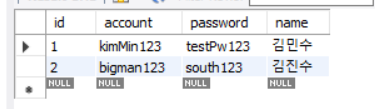 id account password name
1 kimMin123 testPw123 김민수
2 bigman123 south123 김진수
NULL NULL NULL NULL